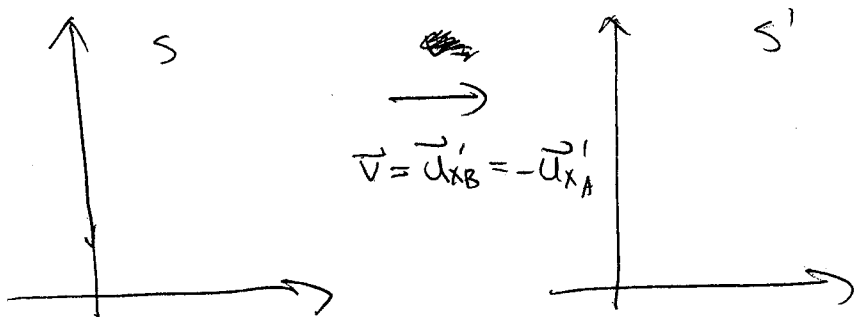 S
S'
v⃗ = u⃗'xB = -u⃗'xA